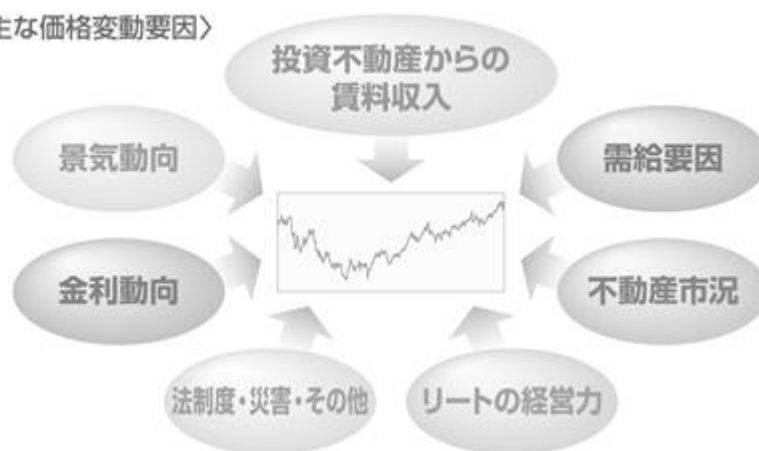 主な価格変動要因〉
投資不動産からの
賃料収入
景気動向
需給要因
金利動向
不動産市況
法制度・災害・その他
リートの経営力